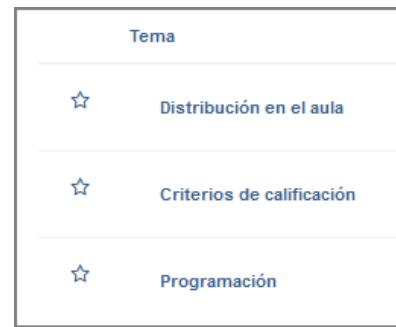 Tema
Distribución en el aula
Criterios de calificación
Programación